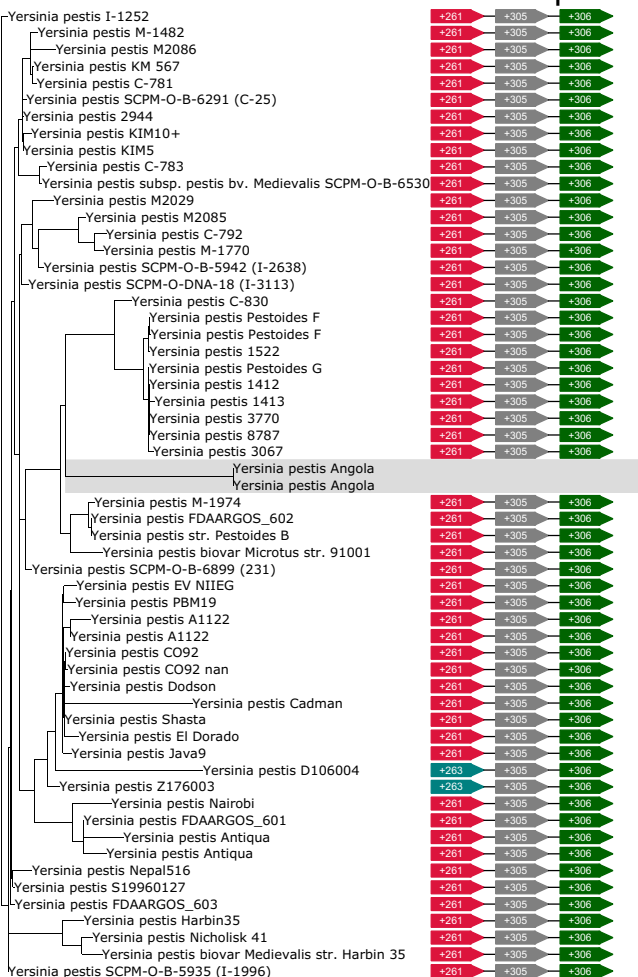 Yersinia pestis I-1252 +261 +305 +306
Yersinia pestis M-1482 +261 +305 +306
Yersinia pestis M2086 +261 +305 +306
Yersinia pestis KM 567 +261 +305 +306
Yersinia pestis C-781 +261 +305 +306
Yersinia pestis SCPM-O-B-6291 (C-25) +261 +305 +306
Yersinia pestis 2944 +261 +305 +306
Yersinia pestis KIM10+ +261 +305 +306
Yersinia pestis KIM5 +261 +305 +306
Yersinia pestis C-783 +261 +305 +306
Yersinia pestis subsp. pestis bv. Medievalis SCPM-O-B-6530 +261 +305 +306
Yersinia pestis M2029 +261 +305 +306
Yersinia pestis M2085 +261 +305 +306
Yersinia pestis C-792 +261 +305 +306
Yersinia pestis M-1770 +261 +305 +306
Yersinia pestis SCPM-O-B-5942 (I-2638) +261 +305 +306
Yersinia pestis SCPM-O-DNA-18 (I-3113) +261 +305 +306
Yersinia pestis C-830 +261 +305 +306
Yersinia pestis Pestoides F +261 +305 +306
Yersinia pestis Pestoides F +261 +305 +306
Yersinia pestis 1522 +261 +305 +306
Yersinia pestis Pestoides G +261 +305 +306
Yersinia pestis 1412 +261 +305 +306
Yersinia pestis 1413 +261 +305 +306
Yersinia pestis 3770 +261 +305 +306
Yersinia pestis 8787 +261 +305 +306
Yersinia pestis 3067 +261 +305 +306
Yersinia pestis Angola
Yersinia pestis Angola
Yersinia pestis M-1974 +261 +305 +306
Yersinia pestis FDAARGOS_602 +261 +305 +306
Yersinia pestis str. Pestoides B +261 +305 +306
Yersinia pestis biovar Microtus str. 91001 +261 +305 +306
Yersinia pestis SCPM-O-B-6899 (231) +261 +305 +306
Yersinia pestis EV NIIEG +261 +305 +306
Yersinia pestis PBM19 +261 +305 +306
Yersinia pestis A1122 +261 +305 +306
Yersinia pestis A1122 +261 +305 +306
Yersinia pestis CO92 +261 +305 +306
Yersinia pestis CO92 nan +261 +305 +306
Yersinia pestis Dodson +261 +305 +306
Yersinia pestis Cadman +261 +305 +306
Yersinia pestis Shasta +261 +305 +306
Yersinia pestis El Dorado +261 +305 +306
Yersinia pestis Java9 +261 +305 +306
Yersinia pestis D106004 +263 +305 +306
Yersinia pestis Z176003 +263 +305 +306
Yersinia pestis Nairobi +261 +305 +306
Yersinia pestis FDAARGOS_601 +261 +305 +306
Yersinia pestis Antiqua +261 +305 +306
Yersinia pestis Antiqua +261 +305 +306
Yersinia pestis Nepal516 +261 +305 +306
Yersinia pestis S19960127 +261 +305 +306
Yersinia pestis FDAARGOS_603 +261 +305 +306
Yersinia pestis Harbin35 +261 +305 +306
Yersinia pestis Nicholisk 41 +261 +305 +306
Yersinia pestis biovar Medievalis str. Harbin 35 +261 +305 +306
Yersinia pestis SCPM-O-B-5935 (I-1996) +261 +305 +306